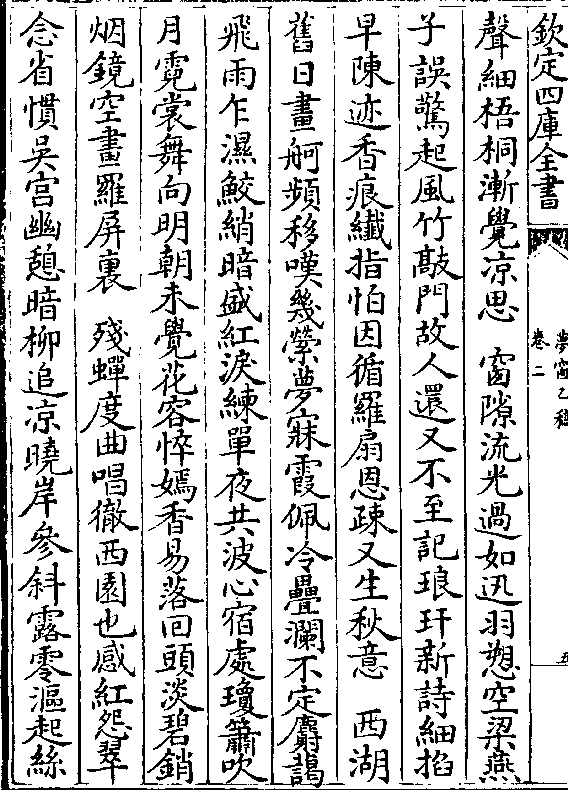 欽定四庫全書
夢窗乙稿
卷二
五
聲細梧桐漸覺凉思　窗隙流光過如迅羽愬空梁燕
子誤驚起風竹敲門故人還又不至記琅玕新詩細掐
早陳迹香痕纎指怕因循羅扇恩疎又生秋意　西湖
舊日畫舸頻移嘆幾縈夢寐霞佩冷疊瀾不定麝靄
飛雨乍濕鮫綃暗盛紅淚練單夜共波心宿處瓊簫吹
月霓裳舞向明朝未覺花容悴嫣香易落回頭淡碧銷
烟鏡空畫羅屏裏　殘蟬度曲唱徹西園也感紅怨翠
念省慣吳宮幽憩暗柳追凉曉岸參斜露零漚起絲